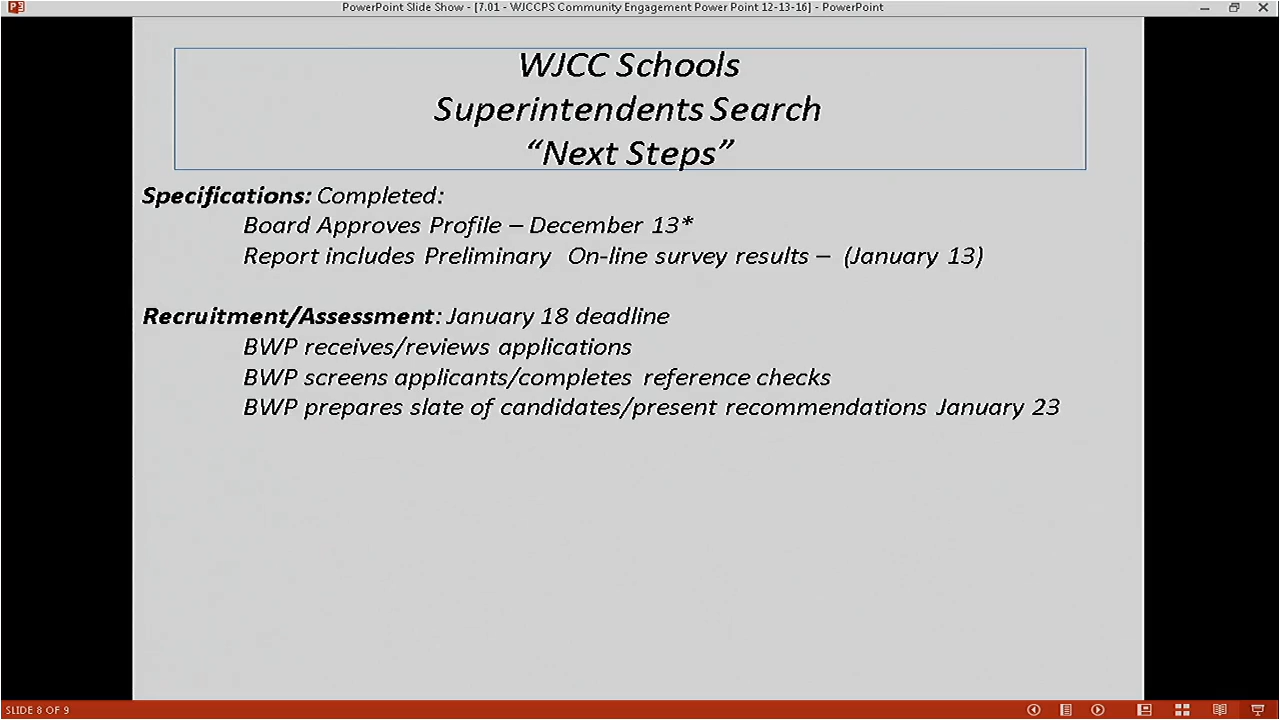 PowerPoint Slide Show - [7.01 - WJCCPS Community Engagement Power Point 12-13-16] - PowerPoint
WJCC Schools
Superintendents Search
“Next Steps”
Specifications: Completed:
Board Approves Profile – December 13*
Report includes Preliminary On-line survey results – (January 13)
Recruitment/Assessment: January 18 deadline
BWP receives/reviews applications
BWP screens applicants/completes reference checks
BWP prepares slate of candidates/present recommendations January 23
SLIDE 8 OF 9